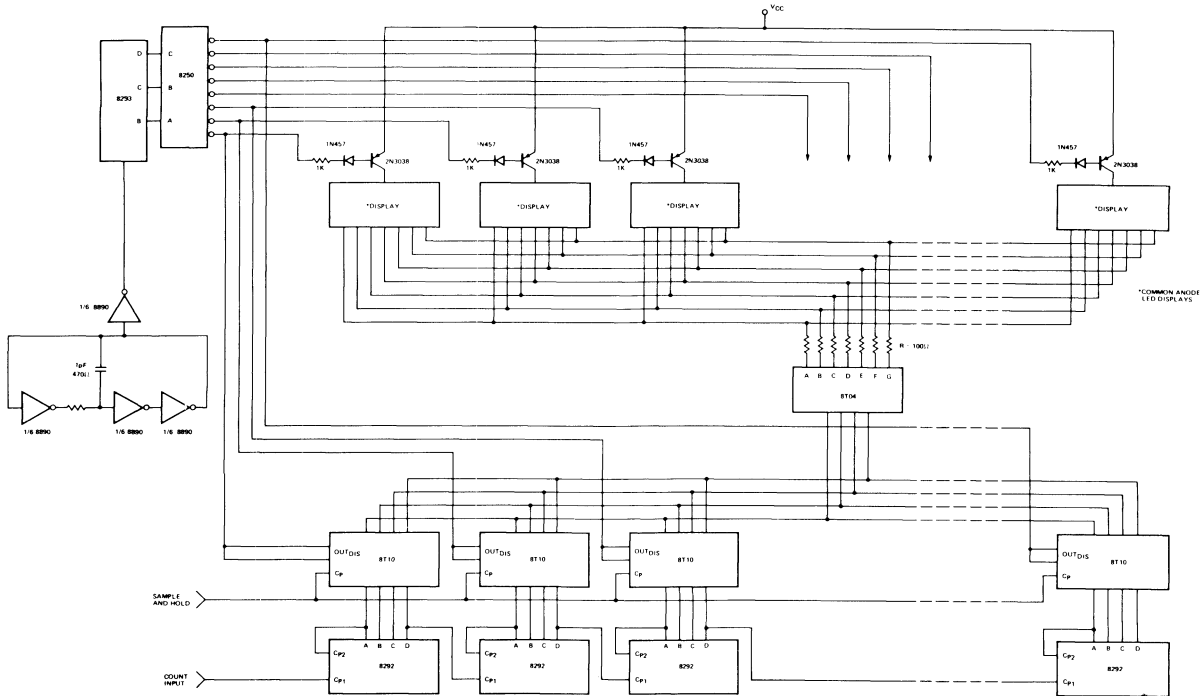 VCC
D
C
B
8293
C
B
A
8250
1N457
1K
2N3038
1N457
1K
2N3038
1N457
1K
2N3038
1N457
1K
2N3038
*DISPLAY
*DISPLAY
*DISPLAY
*DISPLAY
*COMMON ANODE
LED DISPLAYS
1/6 8890
1µF
470Ω
1/6 8890
1/6 8890
1/6 8890
R – 100Ω
A B C D E F G
8T04
OUTDIS
8T10
CP
OUTDIS
8T10
CP
OUTDIS
8T10
CP
OUTDIS
8T10
CP
SAMPLE
AND HOLD
A B C D
CP2
8292
CP1
A B C D
CP2
8292
CP1
A B C D
CP2
8292
CP1
A B C D
CP2
8292
CP1
COUNT
INPUT